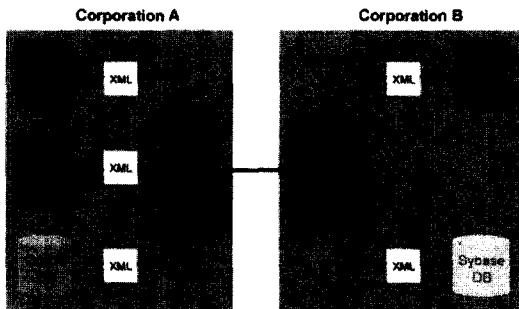 Corporation A
Corporation B
XML
XML
XML
XML
XML
Sybase
DB